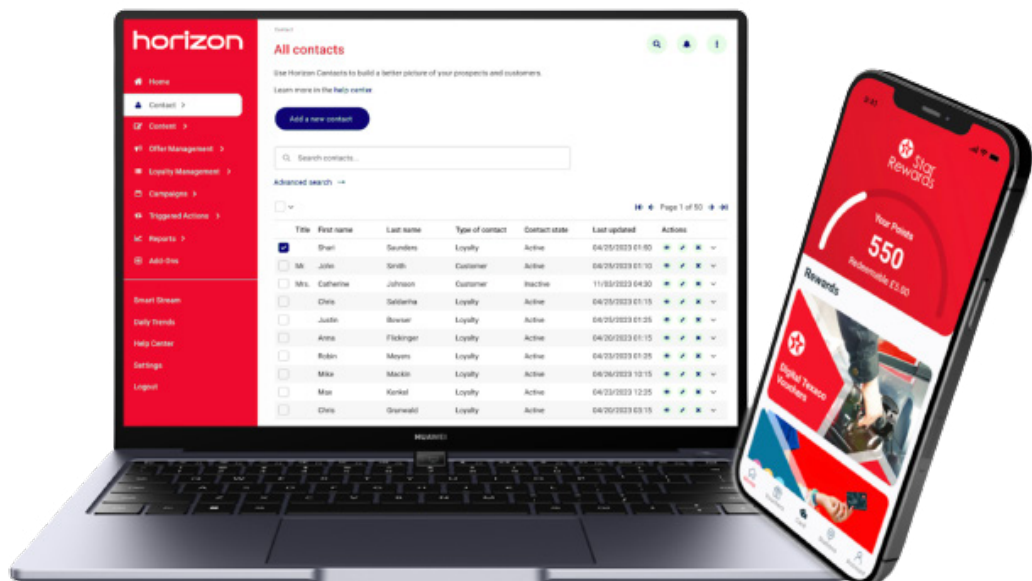 horizon
Home
Contact >
Content >
Offer Management >
Loyalty Management >
Campaigns >
Triggered Actions >
Reports >
Add-Ons
Smart Stream
Daily Trends
Help Center
Settings
Logout
Contact
All contacts
Use Horizon Contacts to build a better picture of your prospects and customers.
Learn more in the help center.
Add a new contact
Search contacts...
Advanced search →
Page 1 of 50
Title First name Last name Type of contact Contact state Last updated Actions
Shari Saunders Loyalty Active 04/25/2023 01:50
Mr. John Smith Customer Active 04/25/2023 01:10
Mrs. Catherine Johnson Customer Inactive 11/03/2022 04:30
Chris Saldanha Loyalty Active 04/25/2023 01:15
Justin Bowser Loyalty Active 04/25/2023 01:25
Anna Flickinger Loyalty Active 04/20/2023 01:15
Robin Meyers Loyalty Active 04/23/2023 01:25
Mike Mackin Loyalty Active 04/26/2023 10:15
Max Kenkel Loyalty Active 04/23/2023 12:25
Chris Grunwald Loyalty Active 04/20/2023 03:15
HUAWEI
Star
Rewards
Your Points
550
Redeemable £5.50
Rewards
Digital Texaco
Vouchers
Card